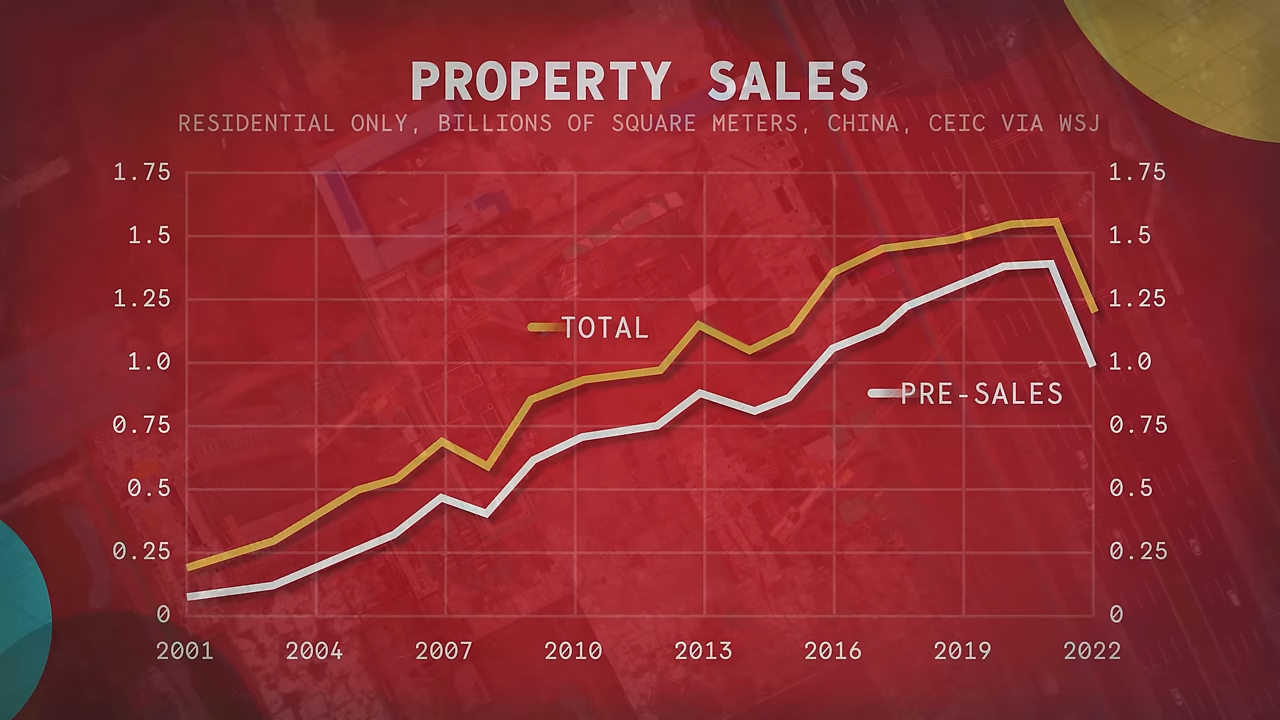 PROPERTY SALES
RESIDENTIAL ONLY, BILLIONS OF SQUARE METERS, CHINA, CEIC VIA WSJ
1.75 1.75
1.5 1.5
1.25 1.25
TOTAL
1.0 1.0
PRE-SALES
0.75 0.75
0.5 0.5
0.25 0.25
0 0
2001 2004 2007 2010 2013 2016 2019 2022